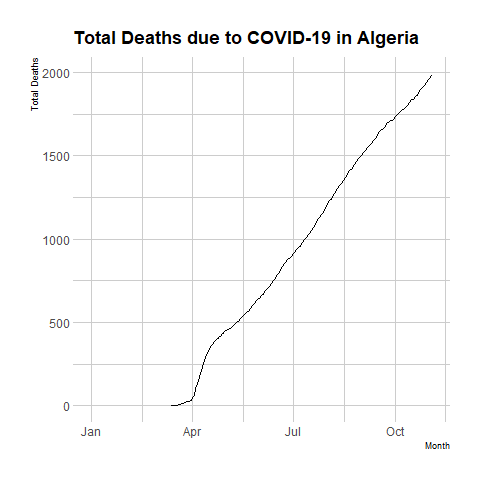 Total Deaths due to COVID-19 in Algeria
Total Deaths
2000
1500
1000
500
0
Jan Apr Jul Oct
Month